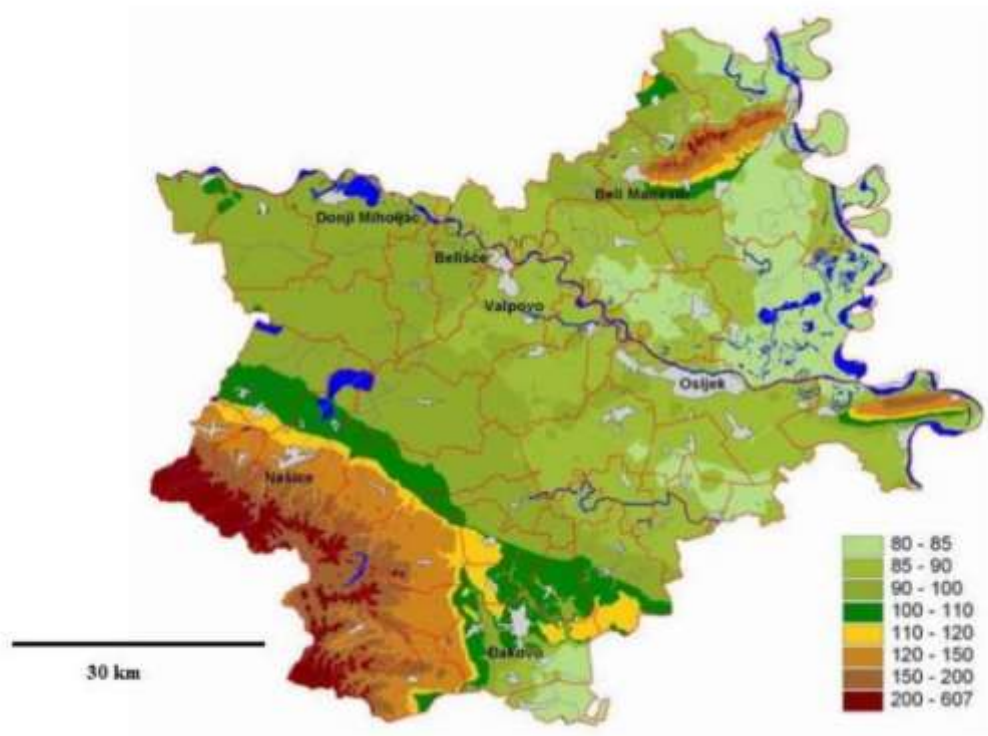 Beli Manastir
Donji Miholjac
Belišće
Valpovo
Osijek
Našice
Đakovo
80 - 85
85 - 90
90 - 100
100 - 110
110 - 120
120 - 150
150 - 200
200 - 607
30 km